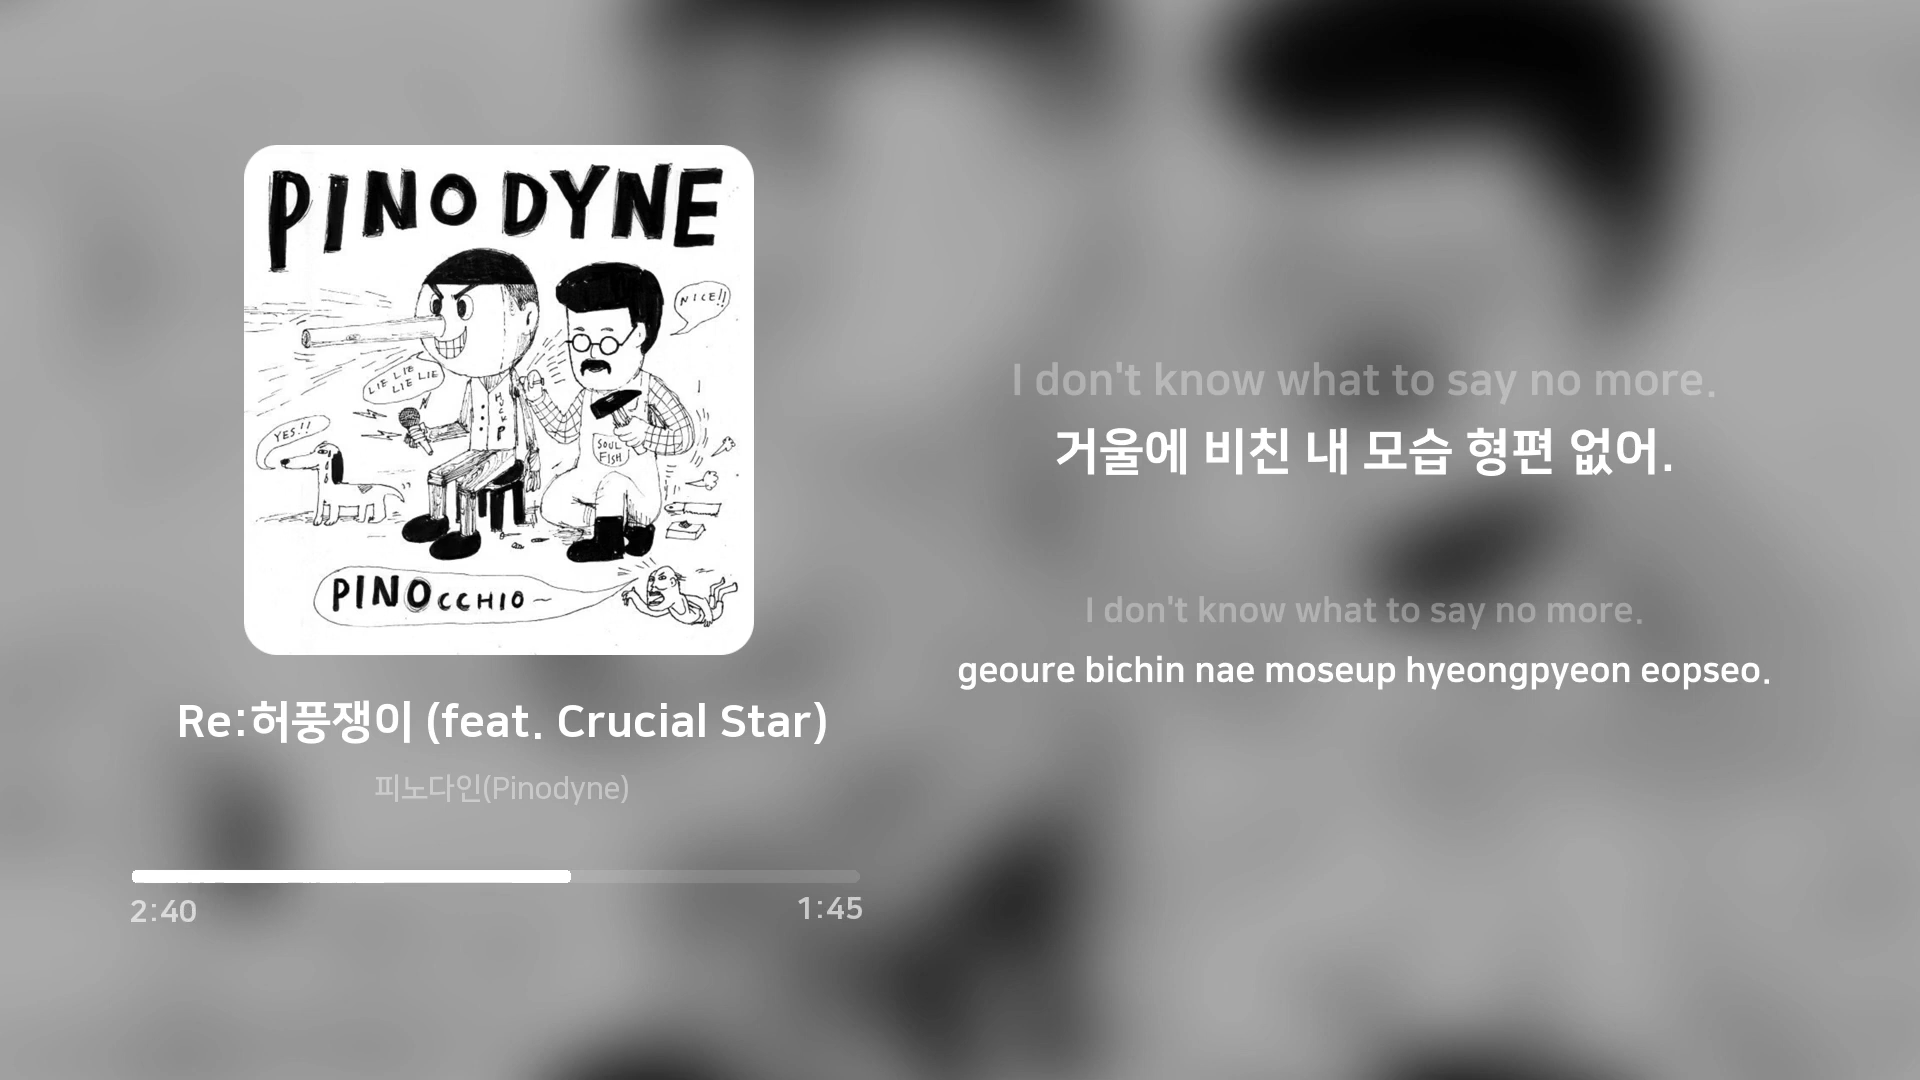 PINODYNE
NICE!!
LIE LIE
LIE LIE
YES!!
HICCUP
SOUL
FISH
PINOCCHIO~
Re:허풍쟁이 (feat. Crucial Star)
피노다인(Pinodyne)
2:40
1:45
I don't know what to say no more.
거울에 비친 내 모습 형편 없어.
I don't know what to say no more.
geoure bichin nae moseup hyeongpyeon eopseo.